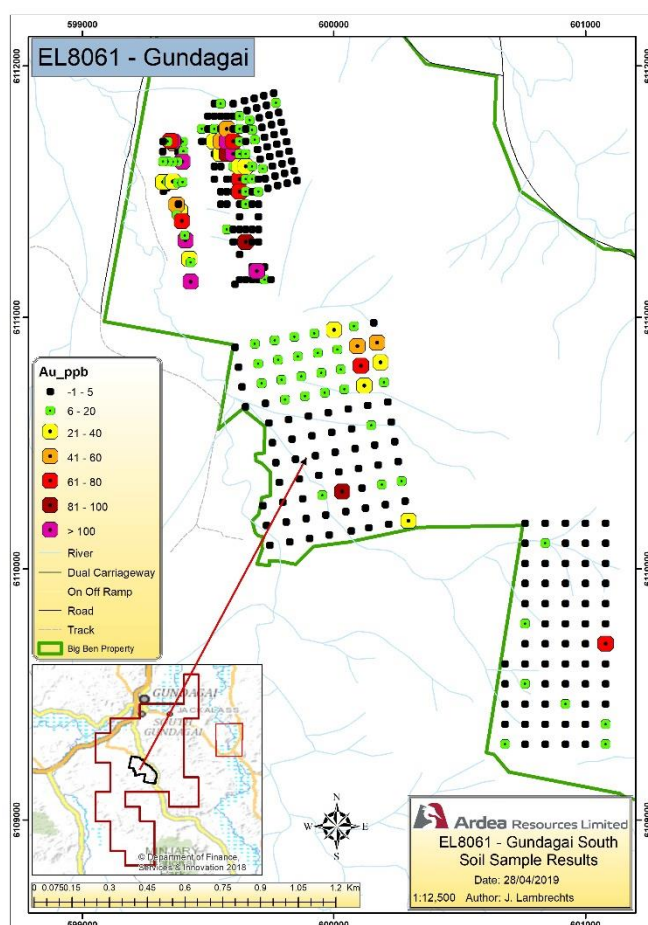 599000 600000 601000
EL8061 - Gundagai
6112000 6112000
6111000 6111000
Au_ppb
-1 - 5
6 - 20
21 - 40
41 - 60
61 - 80
81 - 100
> 100
River
Dual Carriageway
On Off Ramp
Road
Track
Big Ben Property
6110000 6110000
GUNDAGAI
JACKALASS
SOUTH
GUNDAGAI
MINJARY
© Department of Finance,
Services & Innovation 2018
6109000 6109000
N
W E
S
Ardea Resources Limited
EL8061 - Gundagai South
Soil Sample Results
Date: 28/04/2019
1:12,500 Author: J. Lambrechts
0 0.075 0.15 0.3 0.45 0.6 0.75 0.9 1.05 1.2 Km
599000 600000 601000